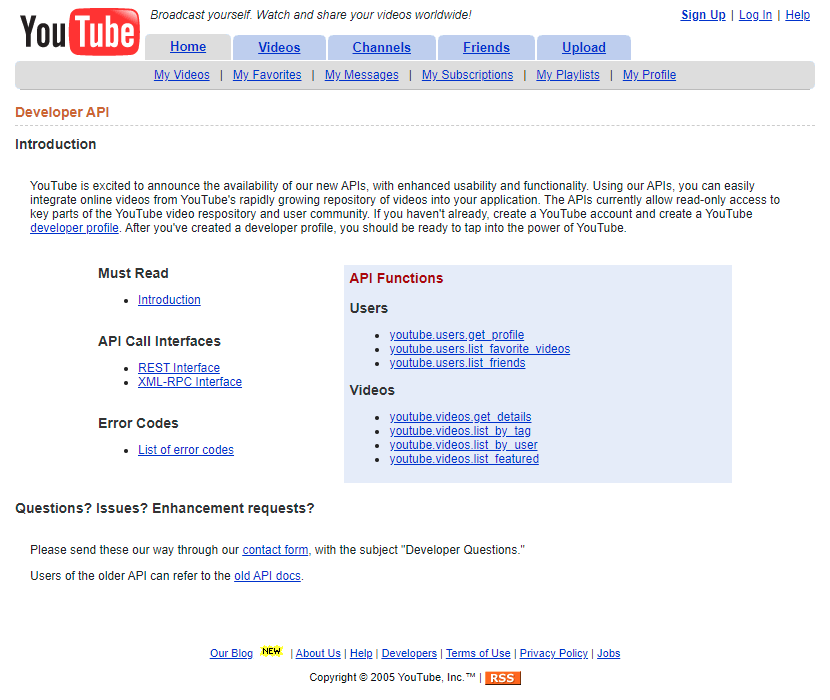 YouTube
Broadcast yourself. Watch and share your videos worldwide!
Sign Up | Log In | Help
Home Videos Channels Friends Upload
My Videos | My Favorites | My Messages | My Subscriptions | My Playlists | My Profile
Developer API
Introduction
YouTube is excited to announce the availability of our new APIs, with enhanced usability and functionality. Using our APIs, you can easily
integrate online videos from YouTube's rapidly growing repository of videos into your application. The APIs currently allow read-only access to
key parts of the YouTube video respository and user community. If you haven't already, create a YouTube account and create a YouTube
developer profile. After you've created a developer profile, you should be ready to tap into the power of YouTube.
Must Read
• Introduction
API Call Interfaces
• REST Interface
• XML-RPC Interface
Error Codes
• List of error codes
API Functions
Users
• youtube.users.get_profile
• youtube.users.list_favorite_videos
• youtube.users.list_friends
Videos
• youtube.videos.get_details
• youtube.videos.list_by_tag
• youtube.videos.list_by_user
• youtube.videos.list_featured
Questions? Issues? Enhancement requests?
Please send these our way through our contact form, with the subject "Developer Questions."
Users of the older API can refer to the old API docs.
Our Blog NEW | About Us | Help | Developers | Terms of Use | Privacy Policy | Jobs
Copyright © 2005 YouTube, Inc.™ | RSS